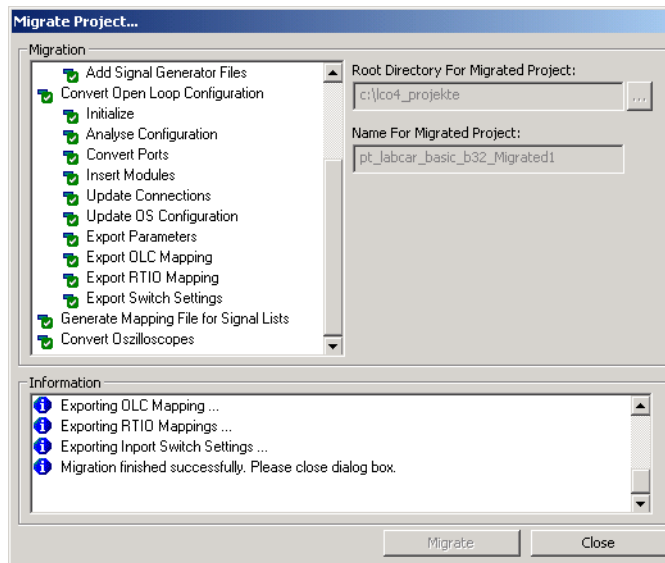 Migrate Project...
Migration
Add Signal Generator Files
Convert Open Loop Configuration
Initialize
Analyse Configuration
Convert Ports
Insert Modules
Update Connections
Update OS Configuration
Export Parameters
Export OLC Mapping
Export RTIO Mapping
Export Switch Settings
Generate Mapping File for Signal Lists
Convert Oszilloscopes
Root Directory For Migrated Project:
c:\lco4_projekte
...
Name For Migrated Project:
pt_labcar_basic_b32_Migrated1
Information
Exporting OLC Mapping ...
Exporting RTIO Mappings ...
Exporting Inport Switch Settings ...
Migration finished successfully. Please close dialog box.
Migrate
Close